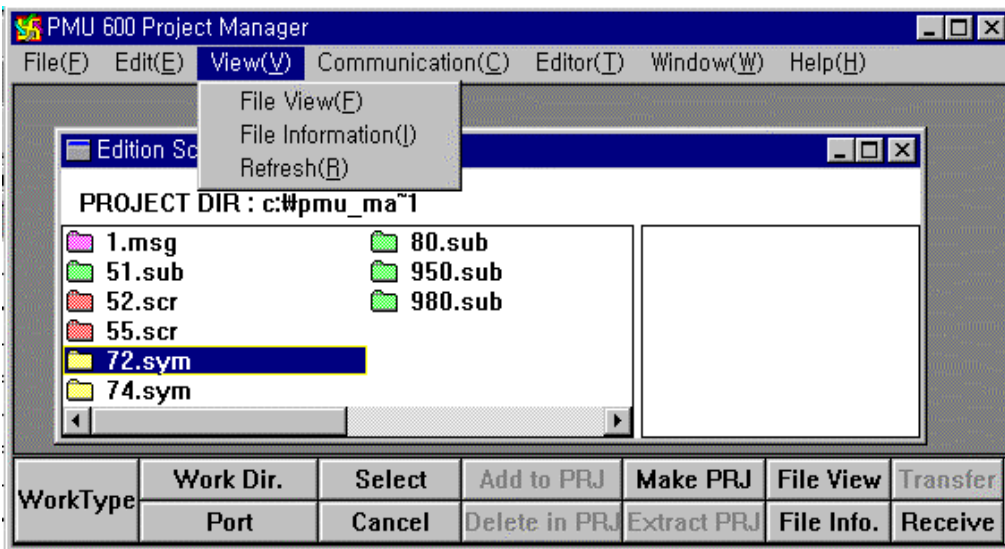 PMU 600 Project Manager
File(F) Edit(E) View(V) Communication(C) Editor(T) Window(W) Help(H)
File View(F)
File Information(I)
Refresh(R)
Edition Sc
PROJECT DIR : c:₩pmu_ma~1
1.msg 80.sub
51.sub 950.sub
52.scr 980.sub
55.scr
72.sym
74.sym
WorkType Work Dir. Select Add to PRJ Make PRJ File View Transfer
Port Cancel Delete in PRJ Extract PRJ File Info. Receive